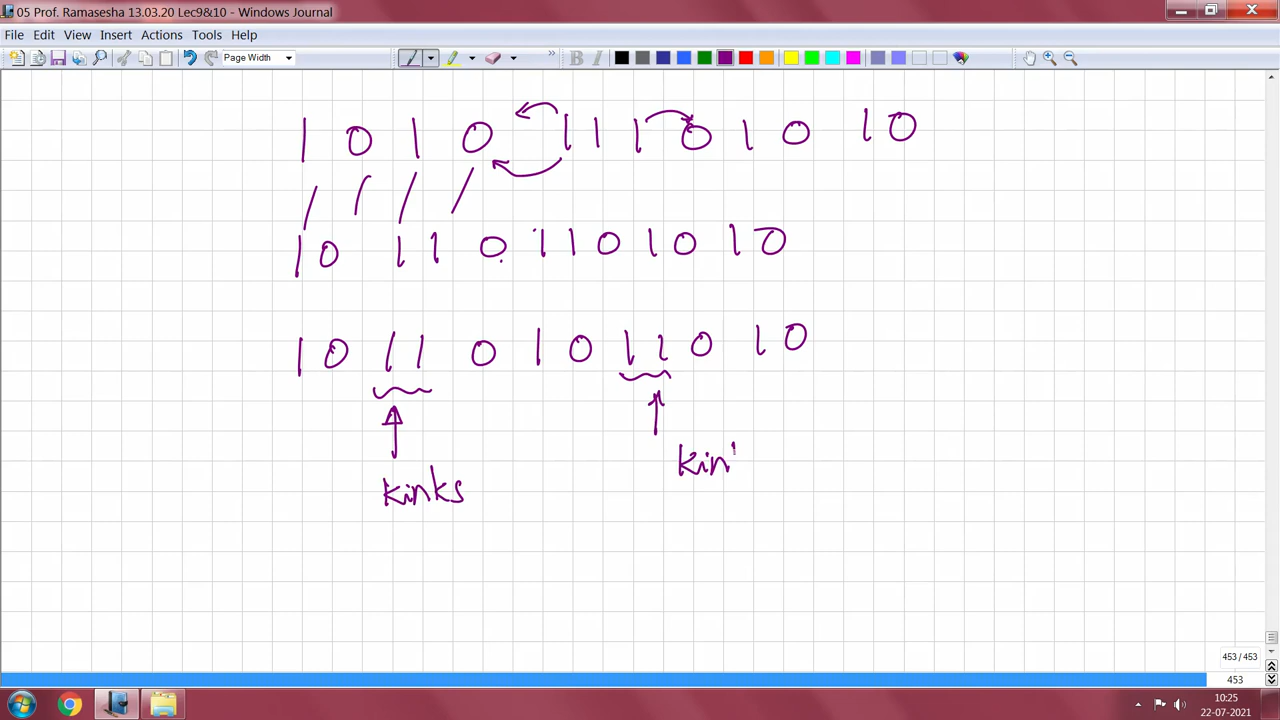 05 Prof. Ramasesha 13.03.20 Lec9&10 - Windows Journal
File Edit View Insert Actions Tools Help
Page Width
1 0 1 0 1 1 1 0 1 0 1 0
1 0 1 1 0 1 1 0 1 0 1 0
1 0 1 1 0 1 0 1 1 0 1 0
kin
kinks
453 / 453
453
10:25
22-07-2021